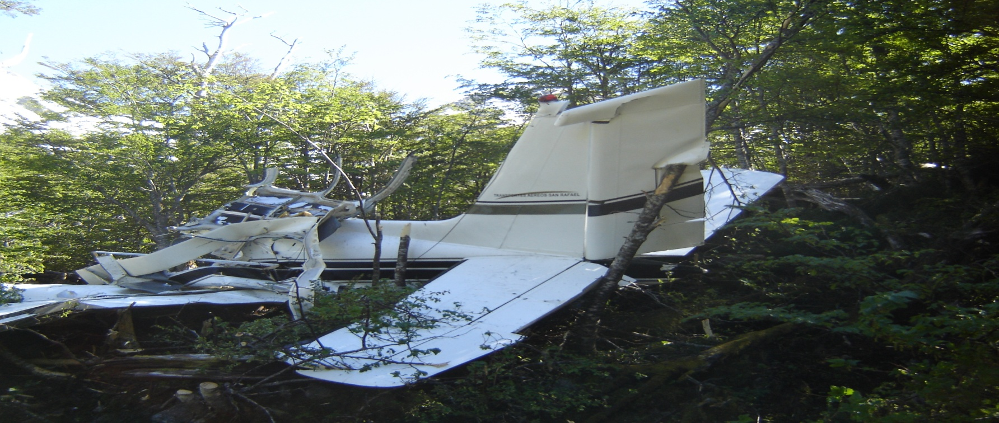 TRANSPORTES AEREOS SAN RAFAEL